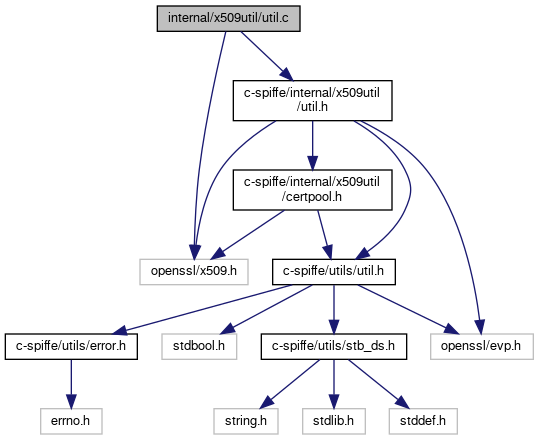 internal/x509util/util.c
c-spiffe/internal/x509util
/util.h
c-spiffe/internal/x509util
/certpool.h
openssl/x509.h
c-spiffe/utils/util.h
c-spiffe/utils/error.h
stdbool.h
c-spiffe/utils/stb_ds.h
openssl/evp.h
errno.h
string.h
stdlib.h
stddef.h